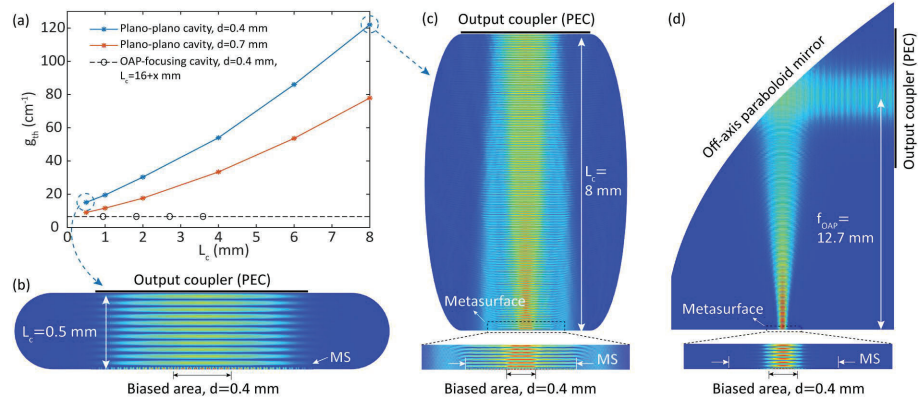 (a)
120
100
80
60
40
20
0
g_th (cm⁻¹)
0 1 2 3 4 5 6 7 8
L_c (mm)
Plano-plano cavity, d=0.4 mm
Plano-plano cavity, d=0.7 mm
OAP-focusing cavity, d=0.4 mm,
L_c=16+x mm
(b)
Output coupler (PEC)
L_c=0.5 mm
MS
Biased area, d=0.4 mm
(c)
Output coupler (PEC)
L_c=
8 mm
Metasurface
MS
Biased area, d=0.4 mm
(d)
Off-axis paraboloid mirror
Output coupler (PEC)
f_OAP=
12.7 mm
Metasurface
MS
Biased area, d=0.4 mm